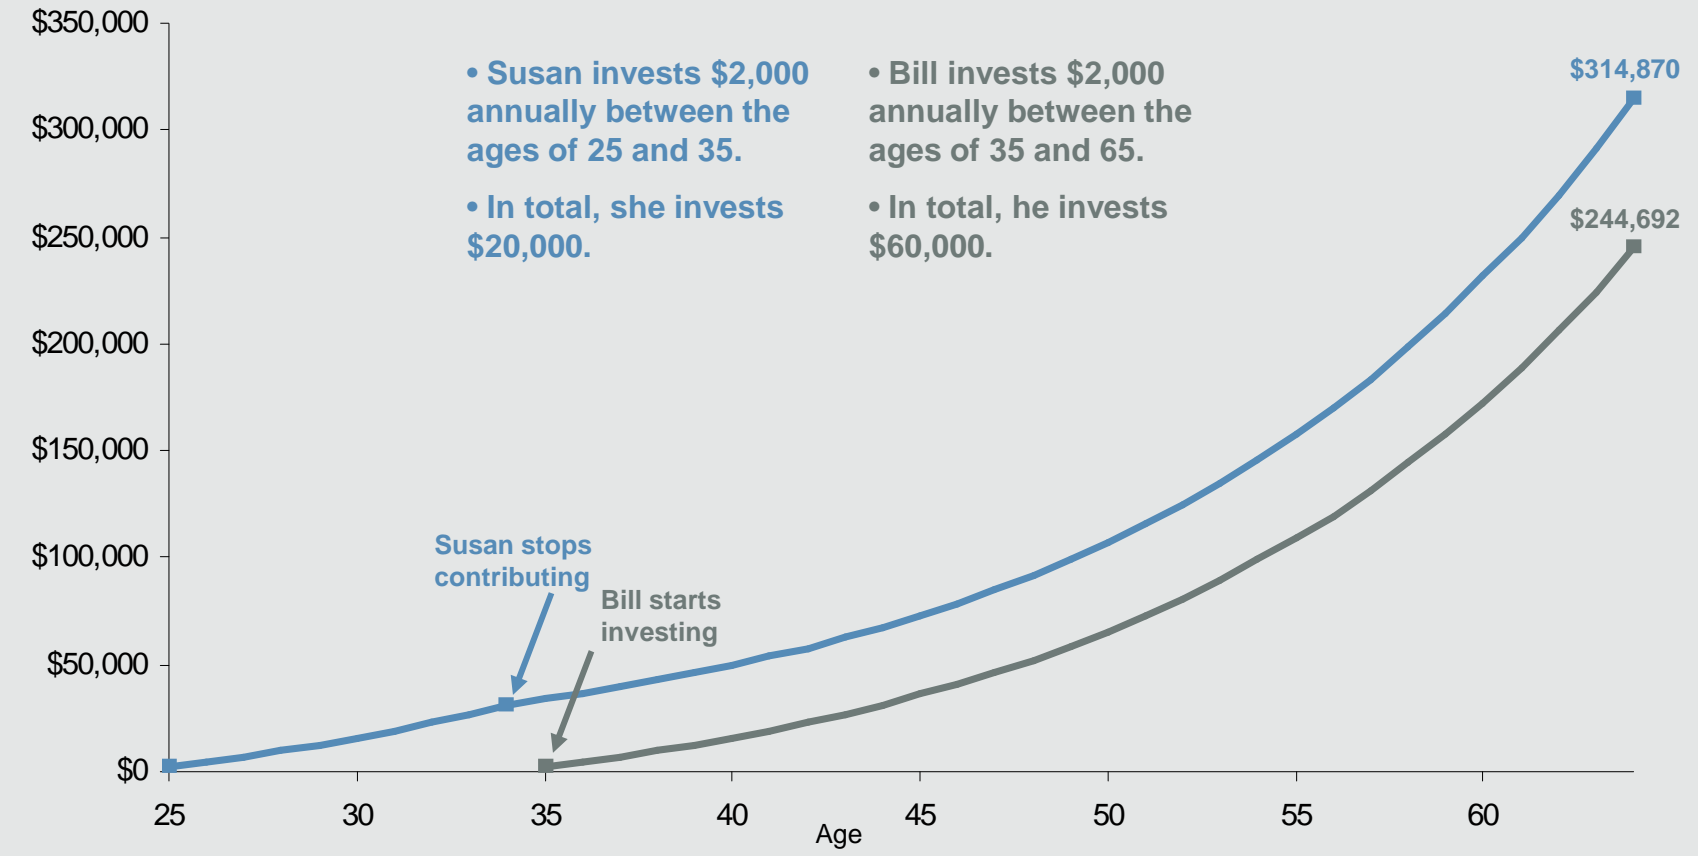 $350,000
$300,000
$250,000
$200,000
$150,000
$100,000
$50,000
$0
• Susan invests $2,000
annually between the
ages of 25 and 35.
• In total, she invests
$20,000.
• Bill invests $2,000
annually between the
ages of 35 and 65.
• In total, he invests
$60,000.
$314,870
$244,692
Susan stops
contributing
Bill starts
investing
25 30 35 40 45 50 55 60
Age